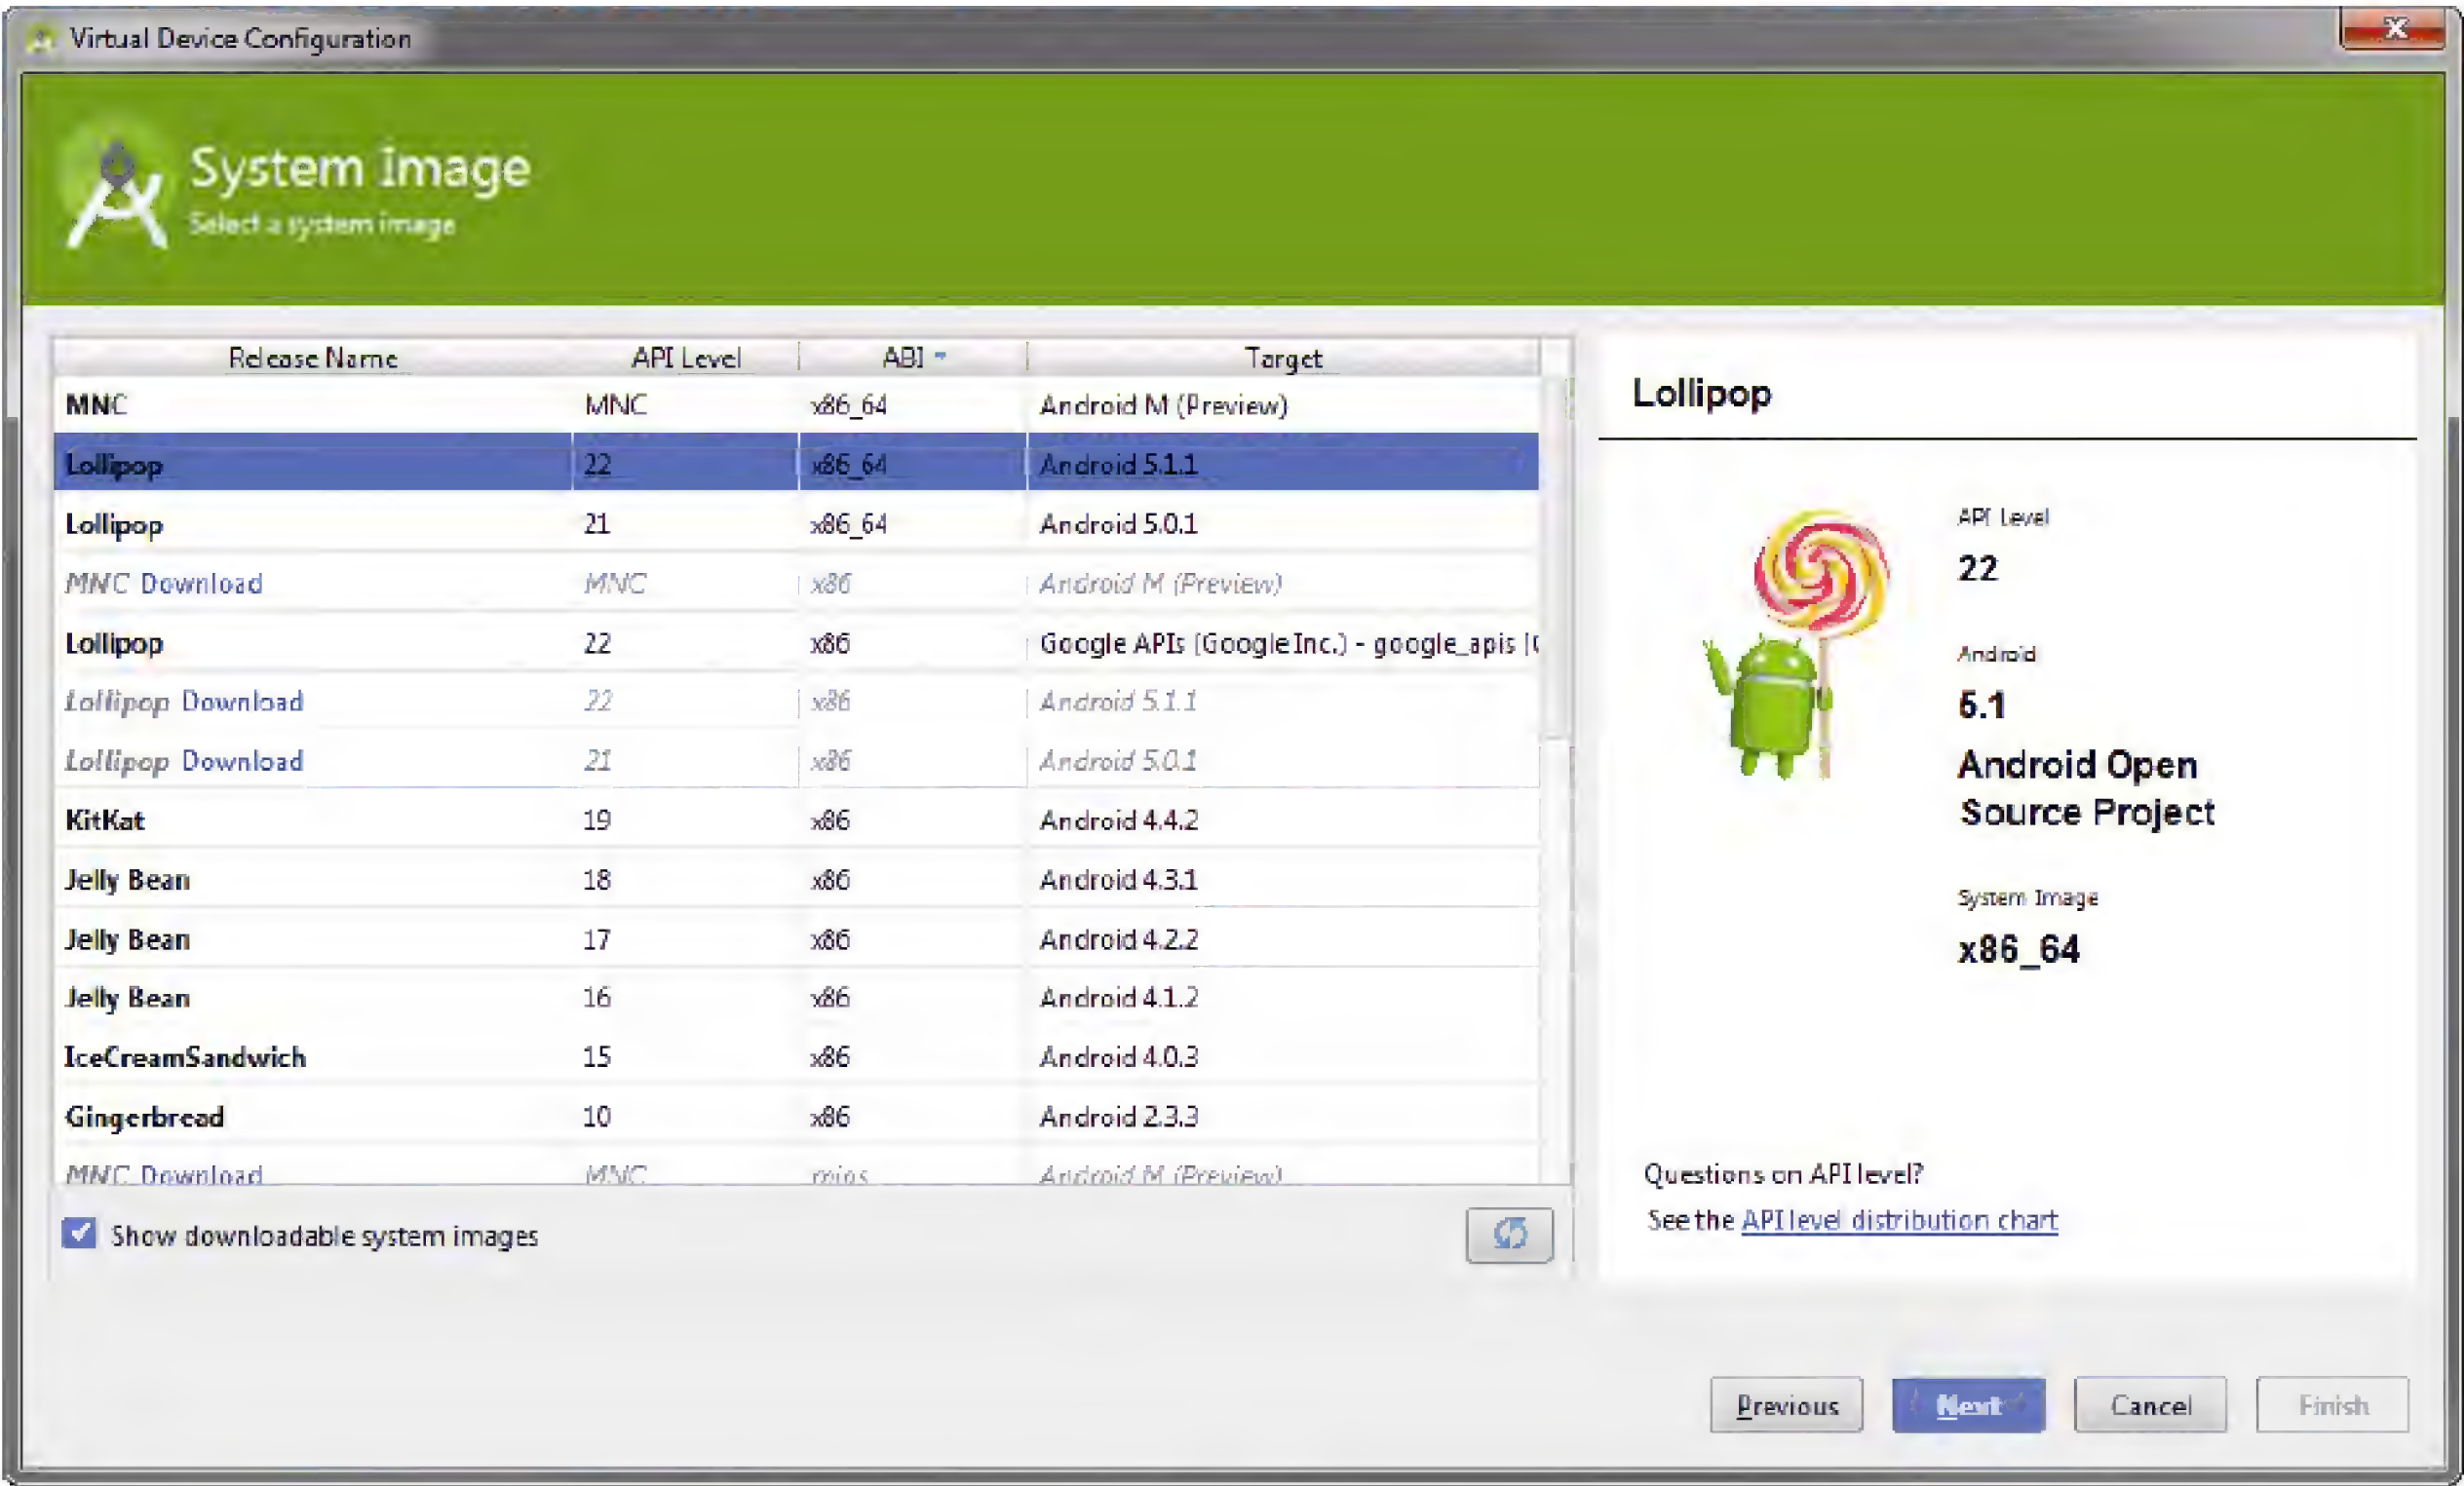 Virtual Device Configuration
System Image
Select a system image
Release Name API Level ABI Target
MNC MNC x86_64 Android M (Preview)
Lollipop 22 x86_64 Android 5.1.1
Lollipop 21 x86_64 Android 5.0.1
MNC Download MNC x86 Android M (Preview)
Lollipop 22 x86 Google APIs (Google Inc.) - google_apis [
Lollipop Download 22 x86 Android 5.1.1
Lollipop Download 21 x86 Android 5.0.1
KitKat 19 x86 Android 4.4.2
Jelly Bean 18 x86 Android 4.3.1
Jelly Bean 17 x86 Android 4.2.2
Jelly Bean 16 x86 Android 4.1.2
IceCreamSandwich 15 x86 Android 4.0.3
Gingerbread 10 x86 Android 2.3.3
MNC Download MNC mips Android M (Preview)
Show downloadable system images
Lollipop
API Level
22
Android
5.1
Android Open
Source Project
System Image
x86_64
Questions on API level?
See the API level distribution chart
Previous Next Cancel Finish